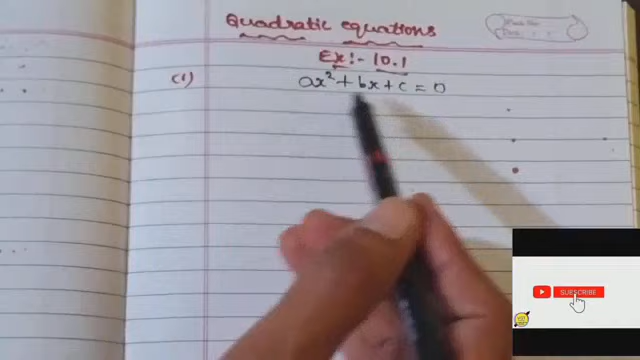 Quadratic equations
Ex:- 10.1
(1) ax² + bx + c = 0
SUBSCRIBE